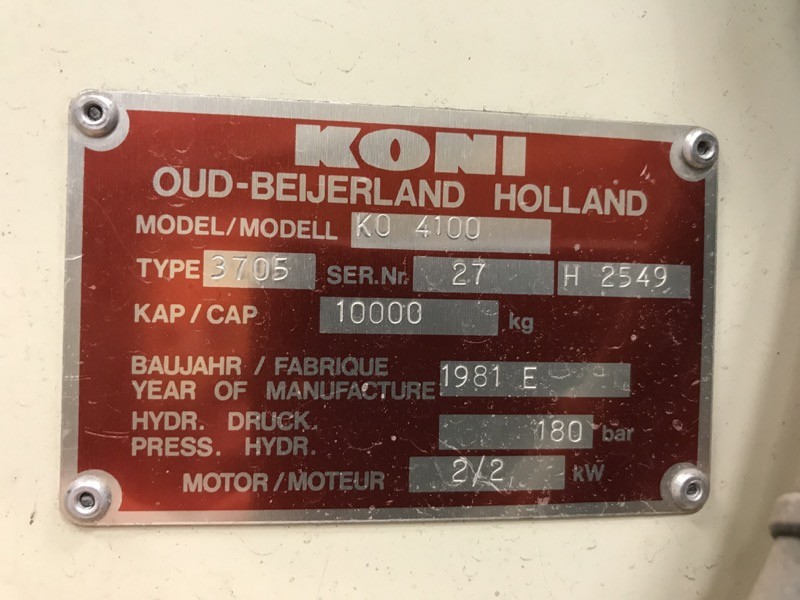 KONI
OUD-BEIJERLAND HOLLAND
MODEL/MODELL KO 4100
TYPE 3705 SER.Nr. 27 H 2549
KAP/CAP 10000 kg
BAUJAHR / FABRIQUE
YEAR OF MANUFACTURE 1981 E
HYDR. DRUCK.
PRESS. HYDR. 180 bar
MOTOR/MOTEUR 2/2 kW